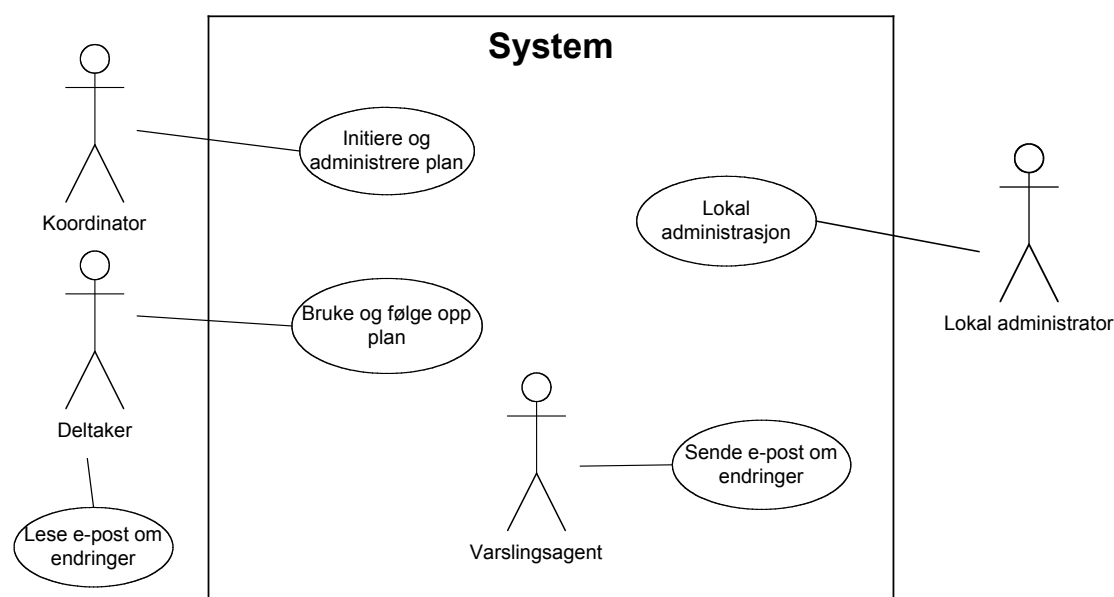 System
Initiere og
administrere plan
Koordinator
Lokal
administrasjon
Lokal administrator
Bruke og følge opp
plan
Deltaker
Sende e-post om
endringer
Varslingsagent
Lese e-post om
endringer